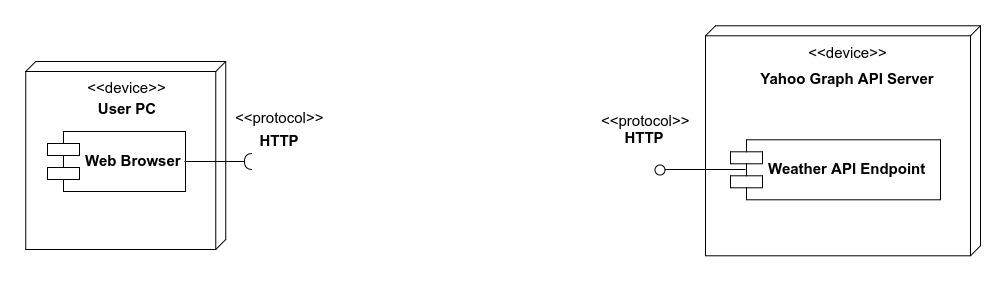 <<device>>
User PC
Web Browser
<<protocol>>
HTTP
<<protocol>>
HTTP
<<device>>
Yahoo Graph API Server
Weather API Endpoint